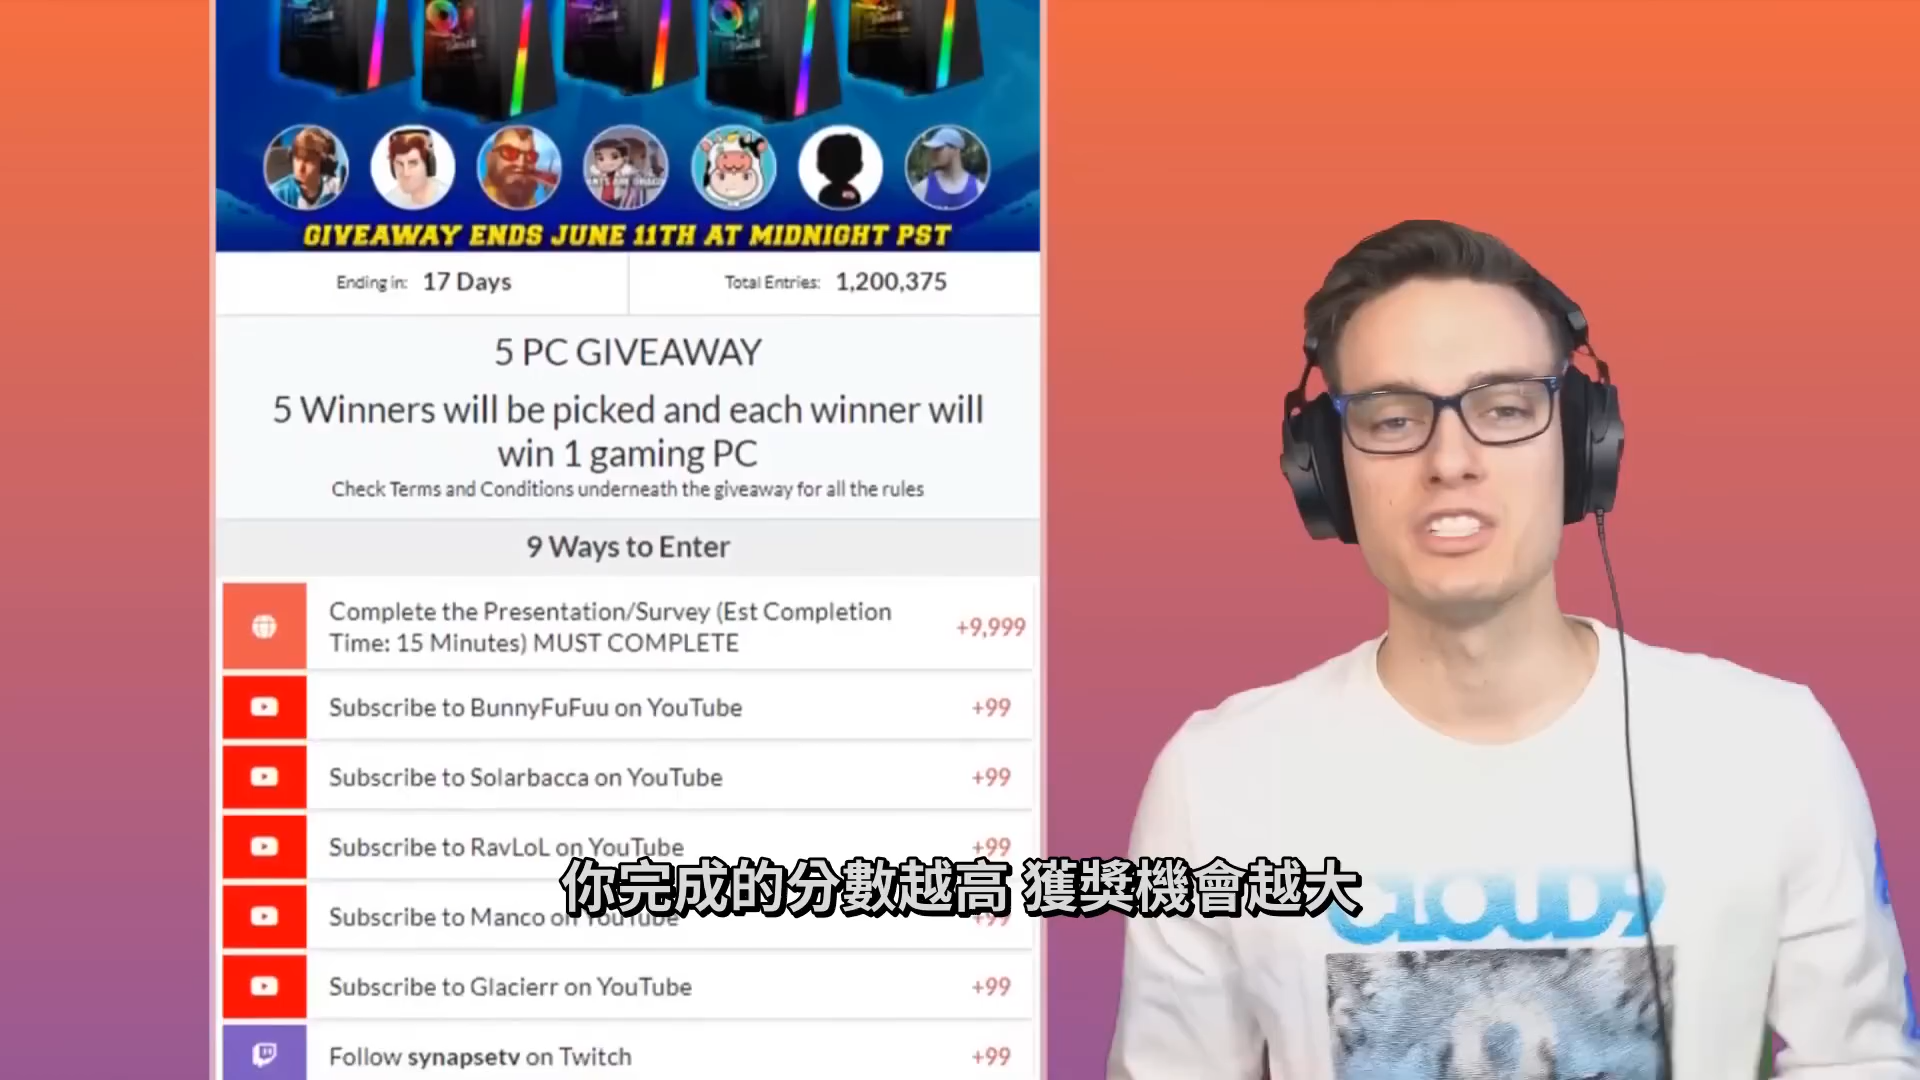 GIVEAWAY ENDS JUNE 11TH AT MIDNIGHT PST
Ending in: 17 Days
Total Entries: 1,200,375
5 PC GIVEAWAY
5 Winners will be picked and each winner will
win 1 gaming PC
Check Terms and Conditions underneath the giveaway for all the rules
9 Ways to Enter
Complete the Presentation/Survey (Est Completion
Time: 15 Minutes) MUST COMPLETE
+9,999
Subscribe to BunnyFuFuu on YouTube
+99
Subscribe to Solarbacca on YouTube
+99
Subscribe to RavLoL on YouTube
+99
你完成的分數越高 獲獎機會越大
Subscribe to Manco on YouTube
+99
CLOUD9
Subscribe to Glacierr on YouTube
+99
Follow synapsetv on Twitch
+99